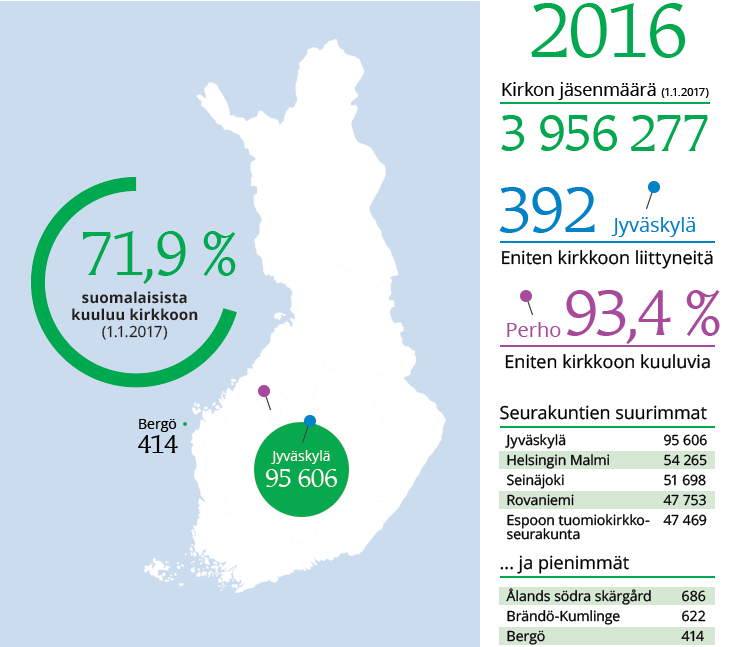 71,9 %
suomalaisista
kuuluu kirkkoon
(1.1.2017)
Bergö
414
Jyväskylä
95 606
2016
Kirkon jäsenmäärä (1.1.2017)
3 956 277
392 Jyväskylä
Eniten kirkkoon liittyneitä
Perho 93,4 %
Eniten kirkkoon kuuluvia
Seurakuntien suurimmat
Jyväskylä 95 606
Helsingin Malmi 54 265
Seinäjoki 51 698
Rovaniemi 47 753
Espoon tuomiokirkko- 47 469
seurakunta
... ja pienimmät
Ålands södra skärgård 686
Brändö-Kumlinge 622
Bergö 414